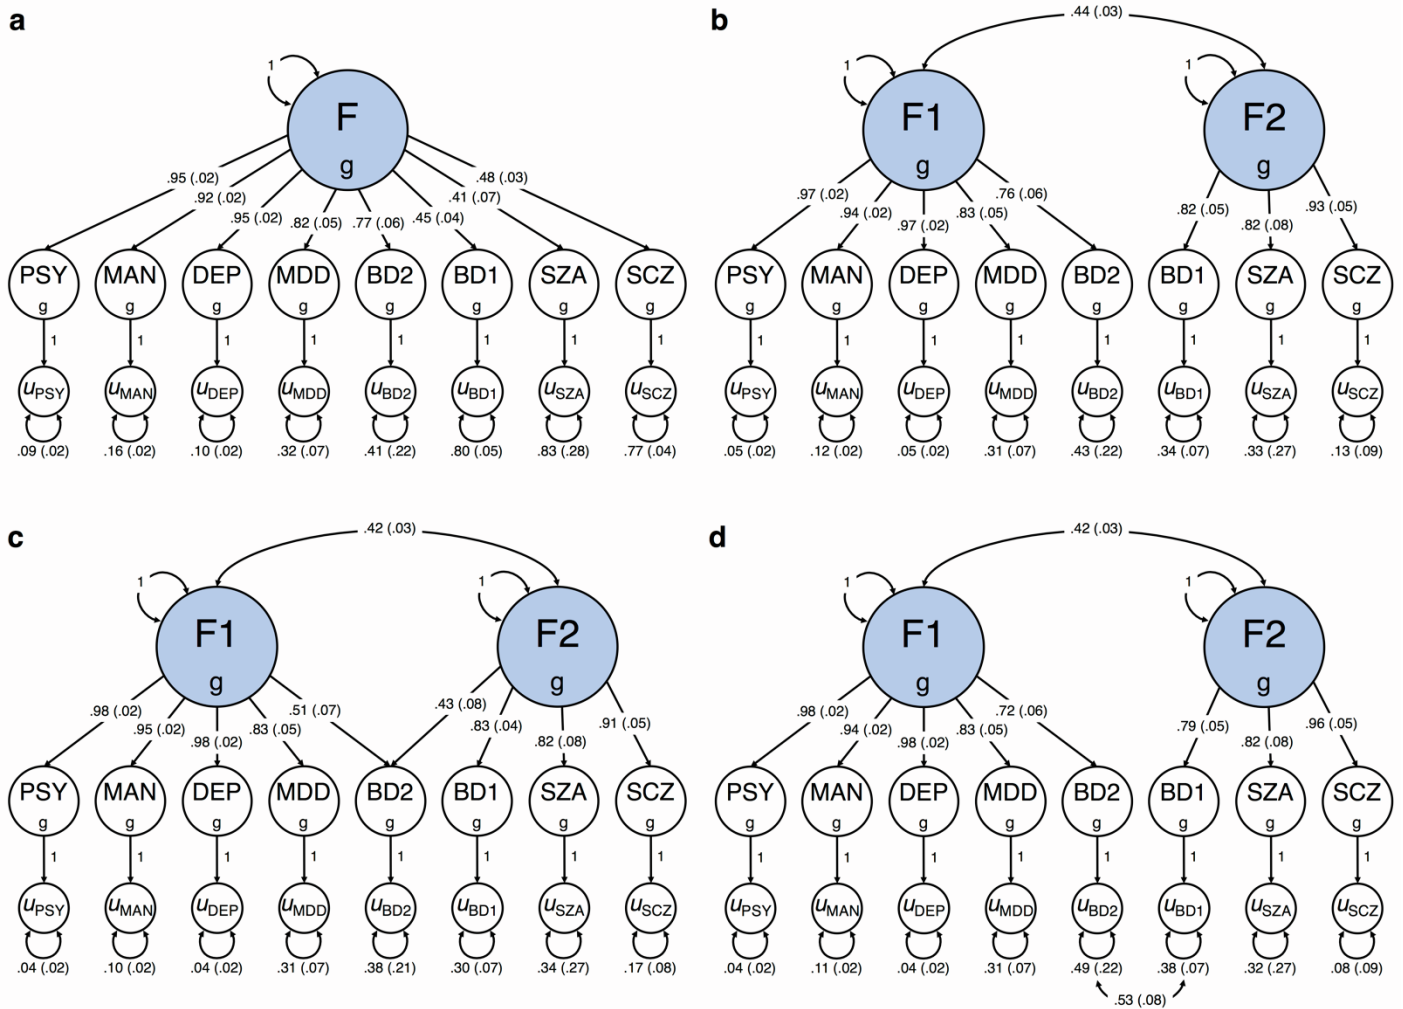 a
1
F
g
.95 (.02)
.92 (.02)
.95 (.02)
.82 (.05)
.77 (.06)
.45 (.04)
.41 (.07)
.48 (.03)
PSY MAN DEP MDD BD2 BD1 SZA SCZ
g g g g g g g g
1 1 1 1 1 1 1 1
uPSY uMAN uDEP uMDD uBD2 uBD1 uSZA uSCZ
.09 (.02) .16 (.02) .10 (.02) .32 (.07) .41 (.22) .80 (.05) .83 (.28) .77 (.04)
b
.44 (.03)
1 1
F1 F2
g g
.97 (.02)
.94 (.02)
.97 (.02)
.83 (.05)
.76 (.06)
.82 (.05)
.82 (.08)
.93 (.05)
PSY MAN DEP MDD BD2 BD1 SZA SCZ
g g g g g g g g
1 1 1 1 1 1 1 1
uPSY uMAN uDEP uMDD uBD2 uBD1 uSZA uSCZ
.05 (.02) .12 (.02) .05 (.02) .31 (.07) .43 (.22) .34 (.07) .33 (.27) .13 (.09)
c
.42 (.03)
1 1
F1 F2
g g
.98 (.02)
.95 (.02)
.98 (.02)
.83 (.05)
.51 (.07)
.43 (.08)
.83 (.04)
.82 (.08)
.91 (.05)
PSY MAN DEP MDD BD2 BD1 SZA SCZ
g g g g g g g g
1 1 1 1 1 1 1 1
uPSY uMAN uDEP uMDD uBD2 uBD1 uSZA uSCZ
.04 (.02) .10 (.02) .04 (.02) .31 (.07) .38 (.21) .30 (.07) .34 (.27) .17 (.08)
d
.42 (.03)
1 1
F1 F2
g g
.98 (.02)
.94 (.02)
.98 (.02)
.83 (.05)
.72 (.06)
.79 (.05)
.82 (.08)
.96 (.05)
PSY MAN DEP MDD BD2 BD1 SZA SCZ
g g g g g g g g
1 1 1 1 1 1 1 1
uPSY uMAN uDEP uMDD uBD2 uBD1 uSZA uSCZ
.04 (.02) .11 (.02) .04 (.02) .31 (.07) .49 (.22) .38 (.07) .32 (.27) .08 (.09)
.53 (.08)